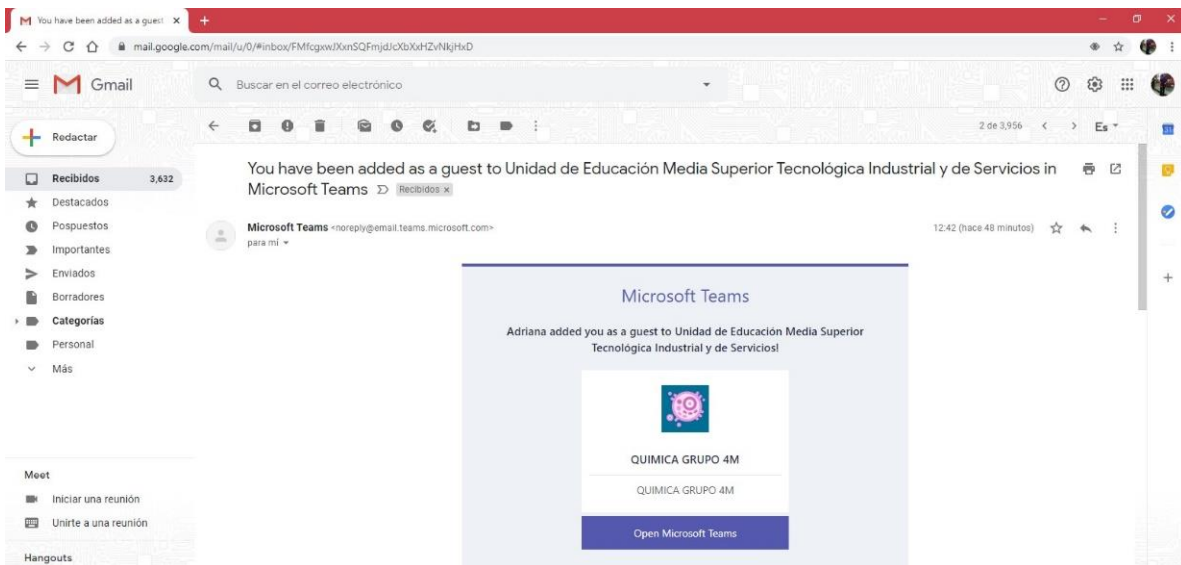 You have been added as a guest
mail.google.com/mail/u/0/#inbox/FMfcgxwJXxnSQFmjdJcXbXxHZvNkjHxD
Gmail
Buscar en el correo electrónico
Redactar
2 de 3,956
Es
31
Recibidos 3,632
Destacados
Pospuestos
Importantes
Enviados
Borradores
Categorías
Personal
Más
Meet
Iniciar una reunión
Unirte a una reunión
Hangouts
You have been added as a guest to Unidad de Educación Media Superior Tecnológica Industrial y de Servicios in
Microsoft Teams Recibidos x
Microsoft Teams <noreply@email.teams.microsoft.com>
12:42 (hace 48 minutos)
para mí
Microsoft Teams
Adriana added you as a guest to Unidad de Educación Media Superior
Tecnológica Industrial y de Servicios!
QUIMICA GRUPO 4M
QUIMICA GRUPO 4M
Open Microsoft Teams